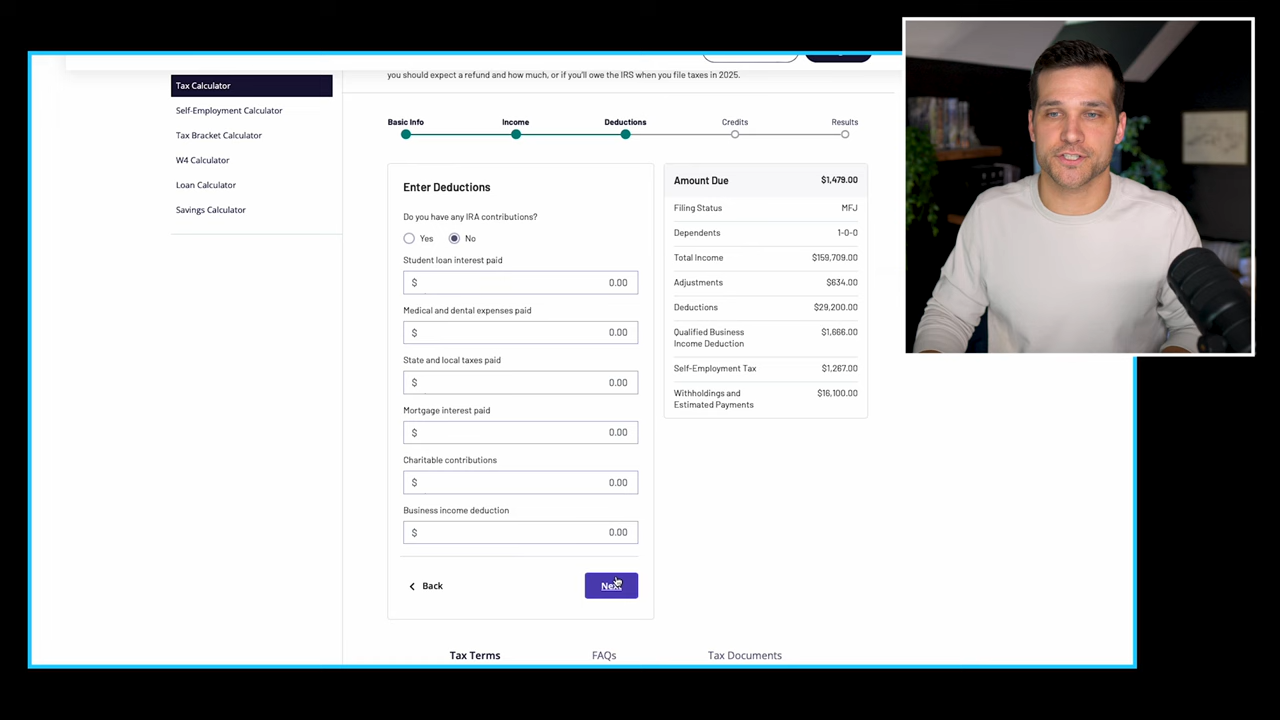 you should expect a refund and how much, or if you'll owe the IRS when you file taxes in 2025.
Tax Calculator
Self-Employment Calculator
Tax Bracket Calculator
W4 Calculator
Loan Calculator
Savings Calculator
Basic Info
Income
Deductions
Credits
Results
Enter Deductions
Do you have any IRA contributions?
Yes
No
Student loan interest paid
$ 0.00
Medical and dental expenses paid
$ 0.00
State and local taxes paid
$ 0.00
Mortgage interest paid
$ 0.00
Charitable contributions
$ 0.00
Business income deduction
$ 0.00
Back
Next
Amount Due $1,479.00
Filing Status MFJ
Dependents 1-0-0
Total Income $159,709.00
Adjustments $634.00
Deductions $29,200.00
Qualified Business $1,666.00
Income Deduction
Self-Employment Tax $1,267.00
Withholdings and $16,100.00
Estimated Payments
Tax Terms
FAQs
Tax Documents